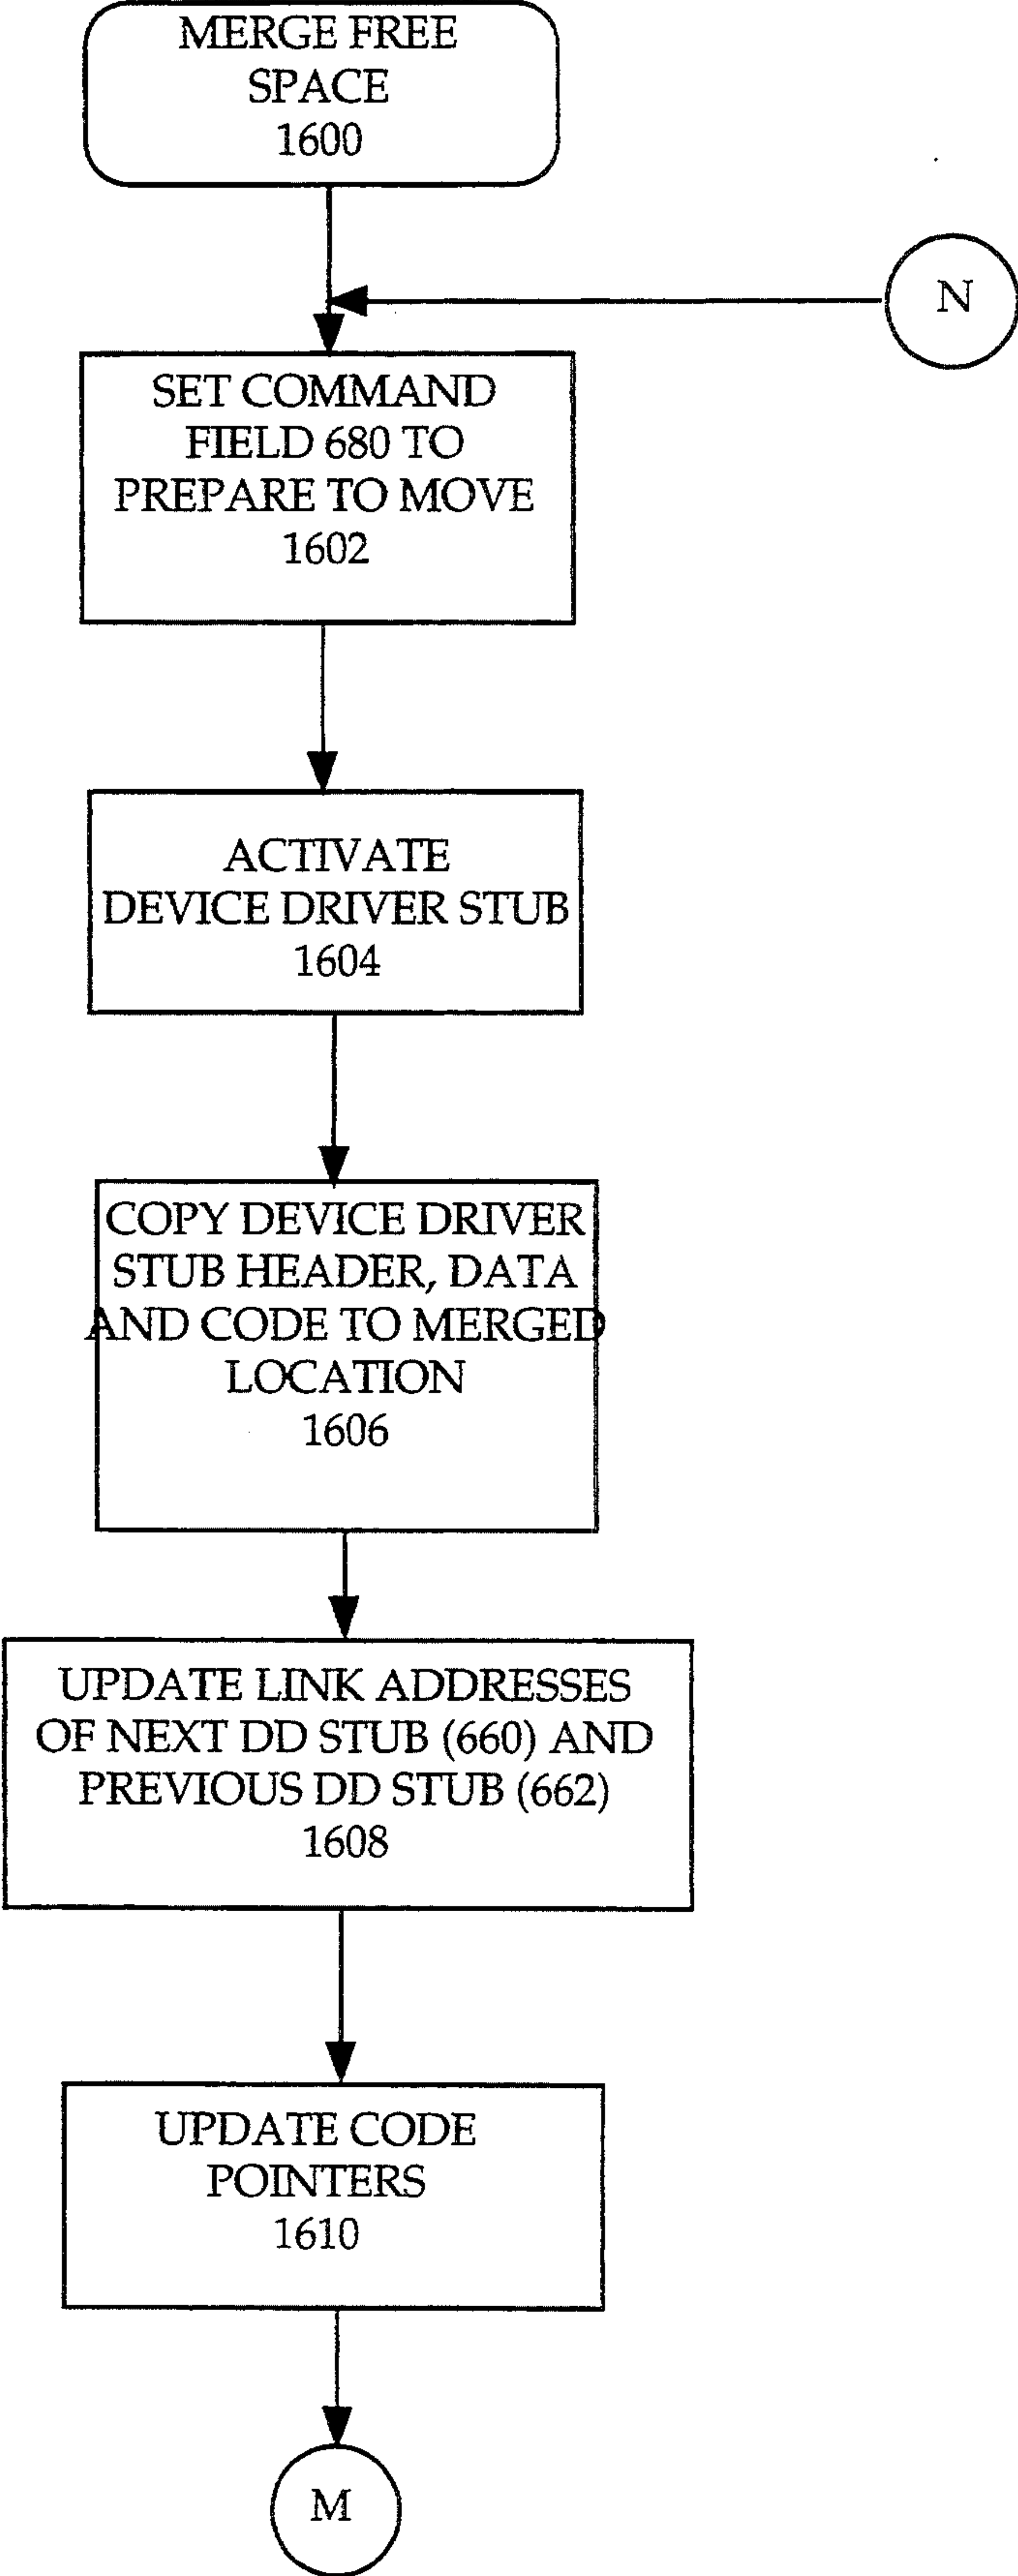 MERGE FREE
SPACE
1600
N
SET COMMAND
FIELD 680 TO
PREPARE TO MOVE
1602
ACTIVATE
DEVICE DRIVER STUB
1604
COPY DEVICE DRIVER
STUB HEADER, DATA
AND CODE TO MERGED
LOCATION
1606
UPDATE LINK ADDRESSES
OF NEXT DD STUB (660) AND
PREVIOUS DD STUB (662)
1608
UPDATE CODE
POINTERS
1610
M